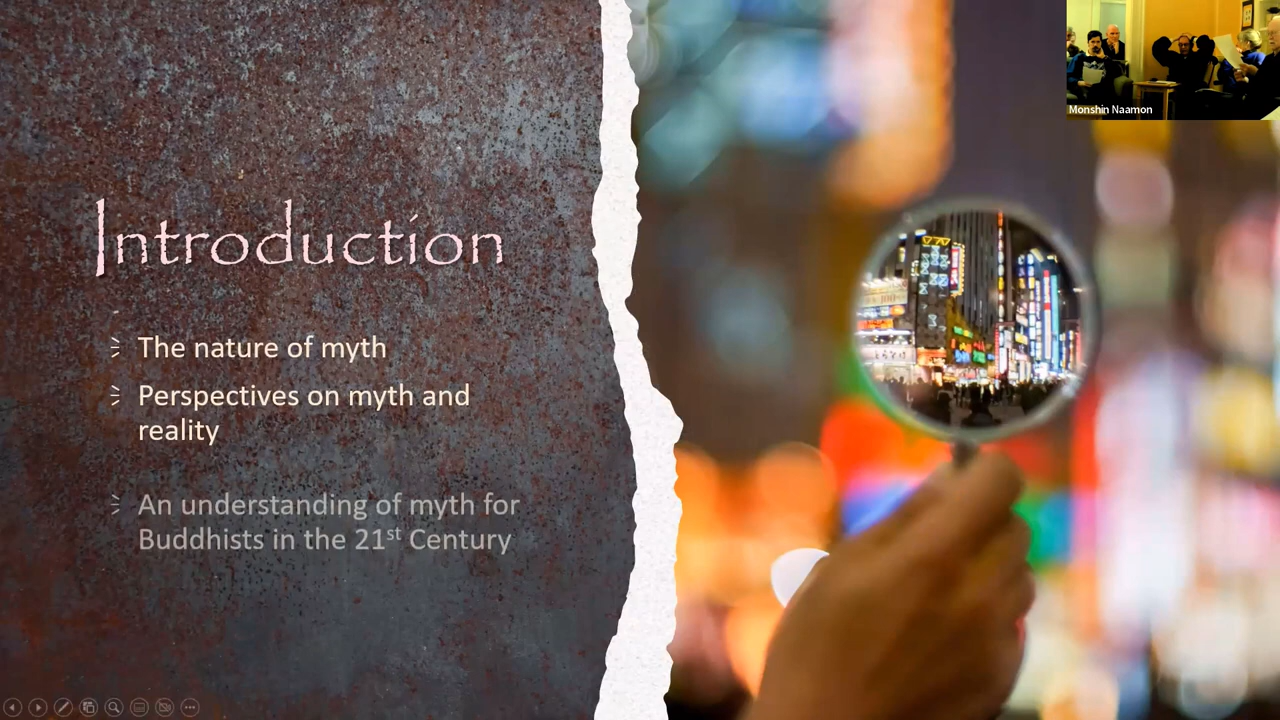 Introduction
The nature of myth
Perspectives on myth and
reality
An understanding of myth for
Buddhists in the 21st Century
Monshin Naamon